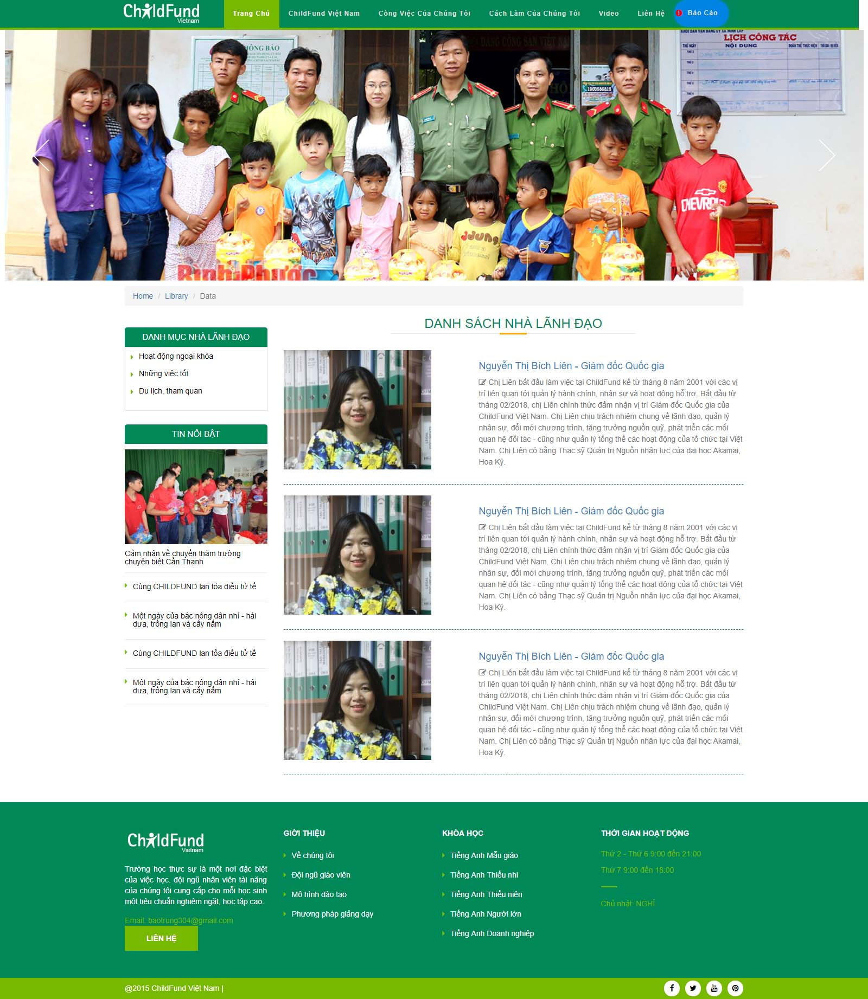 ChildFund
Vietnam
Trang Chủ
ChildFund Việt Nam
Công Việc Của Chúng Tôi
Cách Làm Của Chúng Tôi
Video
Liên Hệ
Báo Cáo
LỊCH CÔNG TÁC
NỘI DUNG
1900585815
CHEVROLET
Bình Phước
Home / Library / Data
DANH MỤC NHÀ LÃNH ĐẠO
Hoạt động ngoại khóa
Những việc tốt
Du lịch, tham quan
TIN NỔI BẬT
Cảm nhận về chuyến thăm trường
chuyên biệt Cần Thạnh
Cùng CHILDFUND lan tỏa điều tử tế
Một ngày của bác nông dân nhí - hái
dưa, trồng lan và cấy nấm
Cùng CHILDFUND lan tỏa điều tử tế
Một ngày của bác nông dân nhí - hái
dưa, trồng lan và cấy nấm
DANH SÁCH NHÀ LÃNH ĐẠO
Nguyễn Thị Bích Liên - Giám đốc Quốc gia
Chị Liên bắt đầu làm việc tại ChildFund kể từ tháng 8 năm 2001 với các vị
trí liên quan tới quản lý hành chính, nhân sự và hoạt động hỗ trợ. Bắt đầu từ
tháng 02/2018, chị Liên chính thức đảm nhận vị trí Giám đốc Quốc gia của
ChildFund Việt Nam. Chị Liên chịu trách nhiệm chung về lãnh đạo, quản lý
nhân sự, đổi mới chương trình, tăng trưởng nguồn quỹ, phát triển các mối
quan hệ đối tác - cũng như quản lý tổng thể các hoạt động của tổ chức tại Việt
Nam. Chị Liên có bằng Thạc sỹ Quản trị Nguồn nhân lực của đại học Akamai,
Hoa Kỳ.
Nguyễn Thị Bích Liên - Giám đốc Quốc gia
Chị Liên bắt đầu làm việc tại ChildFund kể từ tháng 8 năm 2001 với các vị
trí liên quan tới quản lý hành chính, nhân sự và hoạt động hỗ trợ. Bắt đầu từ
tháng 02/2018, chị Liên chính thức đảm nhận vị trí Giám đốc Quốc gia của
ChildFund Việt Nam. Chị Liên chịu trách nhiệm chung về lãnh đạo, quản lý
nhân sự, đổi mới chương trình, tăng trưởng nguồn quỹ, phát triển các mối
quan hệ đối tác - cũng như quản lý tổng thể các hoạt động của tổ chức tại Việt
Nam. Chị Liên có bằng Thạc sỹ Quản trị Nguồn nhân lực của đại học Akamai,
Hoa Kỳ.
Nguyễn Thị Bích Liên - Giám đốc Quốc gia
Chị Liên bắt đầu làm việc tại ChildFund kể từ tháng 8 năm 2001 với các vị
trí liên quan tới quản lý hành chính, nhân sự và hoạt động hỗ trợ. Bắt đầu từ
tháng 02/2018, chị Liên chính thức đảm nhận vị trí Giám đốc Quốc gia của
ChildFund Việt Nam. Chị Liên chịu trách nhiệm chung về lãnh đạo, quản lý
nhân sự, đổi mới chương trình, tăng trưởng nguồn quỹ, phát triển các mối
quan hệ đối tác - cũng như quản lý tổng thể các hoạt động của tổ chức tại Việt
Nam. Chị Liên có bằng Thạc sỹ Quản trị Nguồn nhân lực của đại học Akamai,
Hoa Kỳ.
ChildFund
Vietnam
Trường học thực sự là một nơi đặc biệt
của việc học. đội ngũ nhân viên tài năng
của chúng tôi cung cấp cho mỗi học sinh
một tiêu chuẩn nghiêm ngặt, học tập cao.
Email: baotrung304@gmail.com
LIÊN HỆ
GIỚI THIỆU
Về chúng tôi
Đội ngũ giáo viên
Mô hình đào tạo
Phương pháp giảng dạy
KHÓA HỌC
Tiếng Anh Mẫu giáo
Tiếng Anh Thiếu nhi
Tiếng Anh Thiếu niên
Tiếng Anh Người lớn
Tiếng Anh Doanh nghiệp
THỜI GIAN HOẠT ĐỘNG
Thứ 2 - Thứ 6 9:00 đến 21:00
Thứ 7 9:00 đến 18:00
Chủ nhật: NGHỈ
@2015 ChildFund Việt Nam |